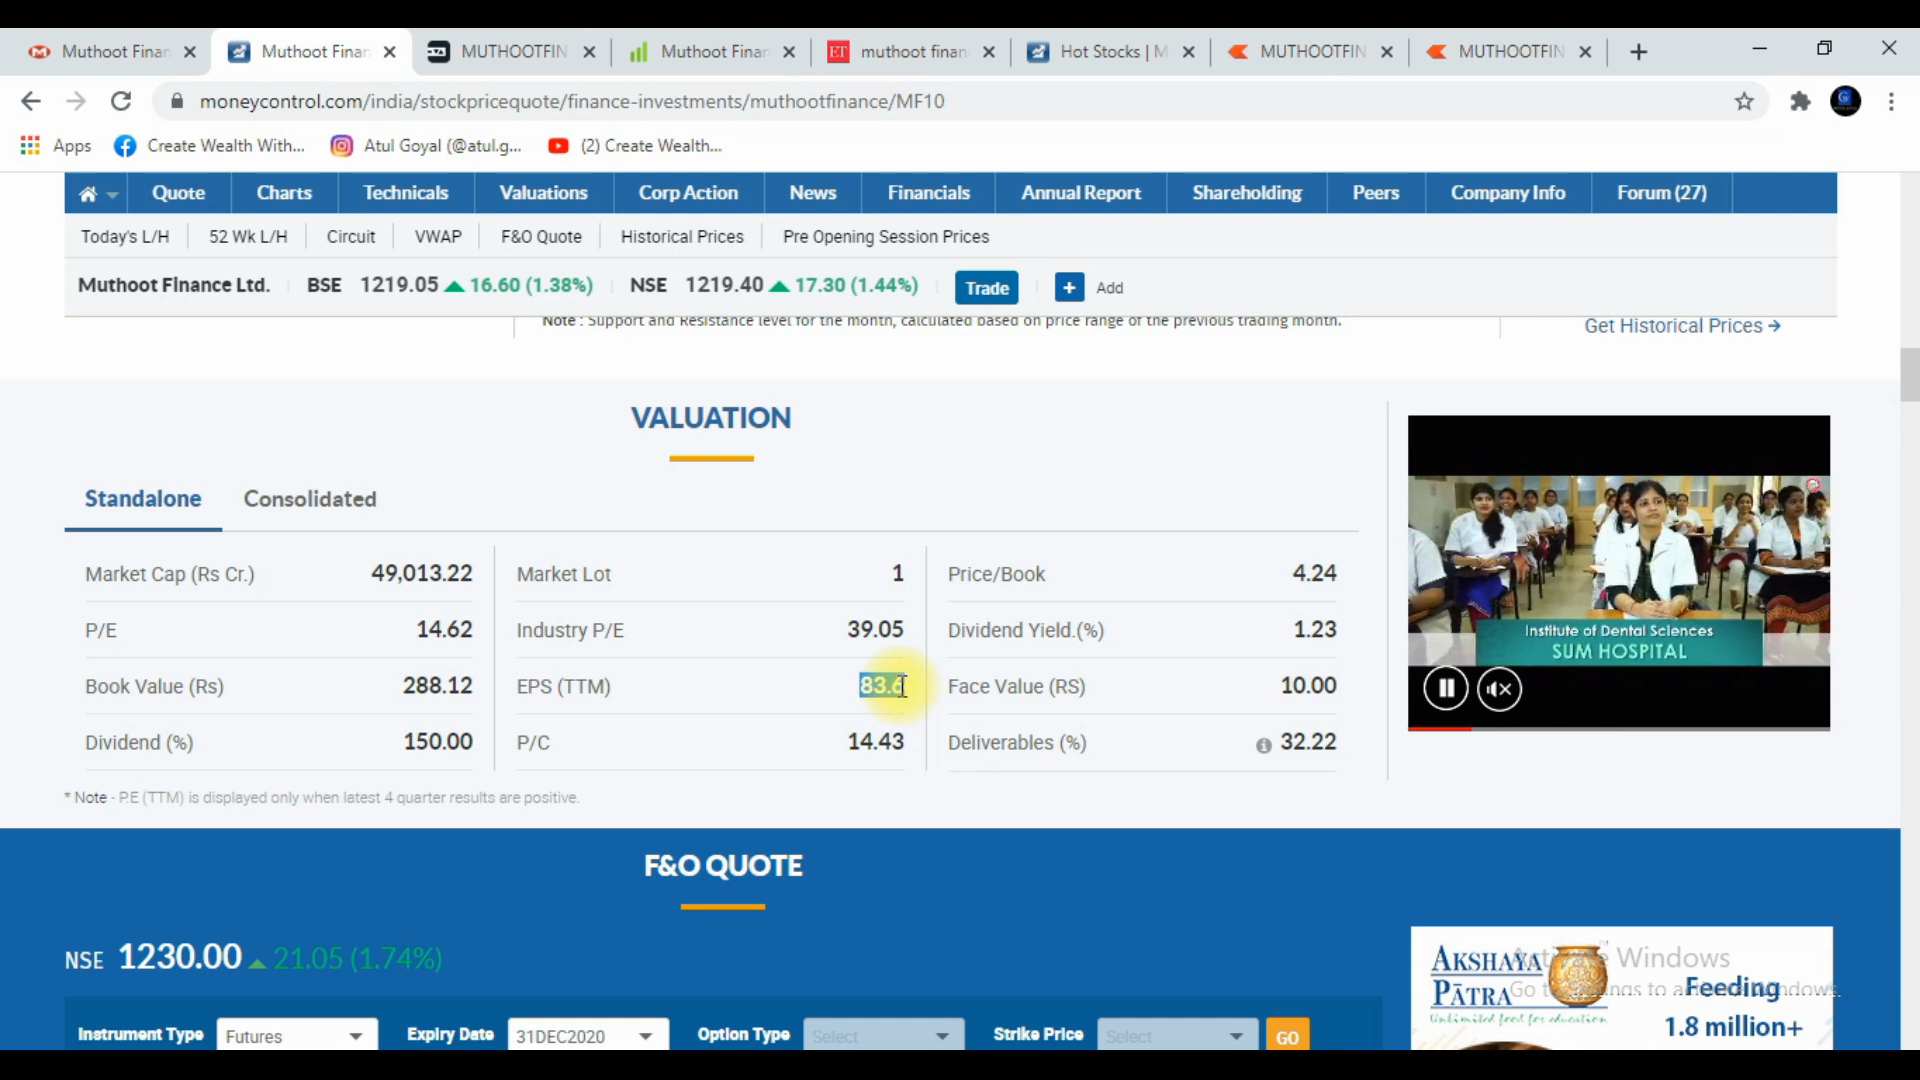 Muthoot Finan
Muthoot Finan
MUTHOOTFIN
Muthoot Finan
muthoot finan
Hot Stocks | M
MUTHOOTFIN
MUTHOOTFIN
moneycontrol.com/india/stockpricequote/finance-investments/muthootfinance/MF10
Apps
Create Wealth With...
Atul Goyal (@atul.g...
(2) Create Wealth...
Quote Charts Technicals Valuations Corp Action News Financials Annual Report Shareholding Peers Company Info Forum (27)
Today's L/H 52 Wk L/H Circuit VWAP F&O Quote Historical Prices Pre Opening Session Prices
Muthoot Finance Ltd. BSE 1219.05 16.60 (1.38%) NSE 1219.40 17.30 (1.44%) Trade + Add
Note : Support and Resistance level for the month, calculated based on price range of the previous trading month.
Get Historical Prices →
VALUATION
Standalone Consolidated
Market Cap (Rs Cr.) 49,013.22 Market Lot 1 Price/Book 4.24
P/E 14.62 Industry P/E 39.05 Dividend Yield.(%) 1.23
Book Value (Rs) 288.12 EPS (TTM) Face Value (RS) 10.00
Dividend (%) 150.00 P/C 14.43 Deliverables (%) 32.22
* Note - P.E (TTM) is displayed only when latest 4 quarter results are positive.
Institute of Dental Sciences
SUM HOSPITAL
F&O QUOTE
NSE 1230.00 21.05 (1.74%)
Instrument Type Futures Expiry Date 31DEC2020 Option Type Select Strike Price Select GO
AKSHAYA
PĀTRA
Unlimited food for education
Feeding
1.8 million+
Windows